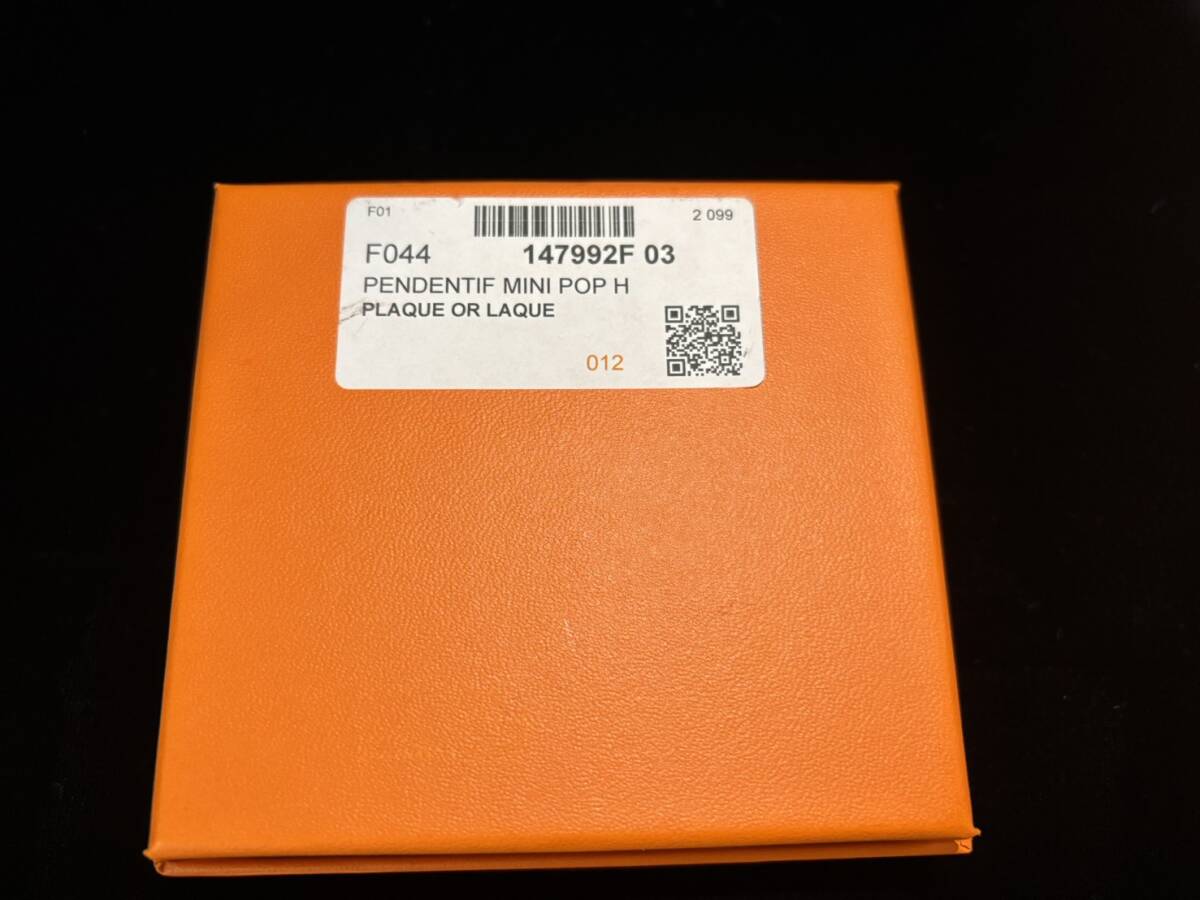 F01 2 099
F044 147992F 03
PENDENTIF MINI POP H
PLAQUE OR LAQUE
012